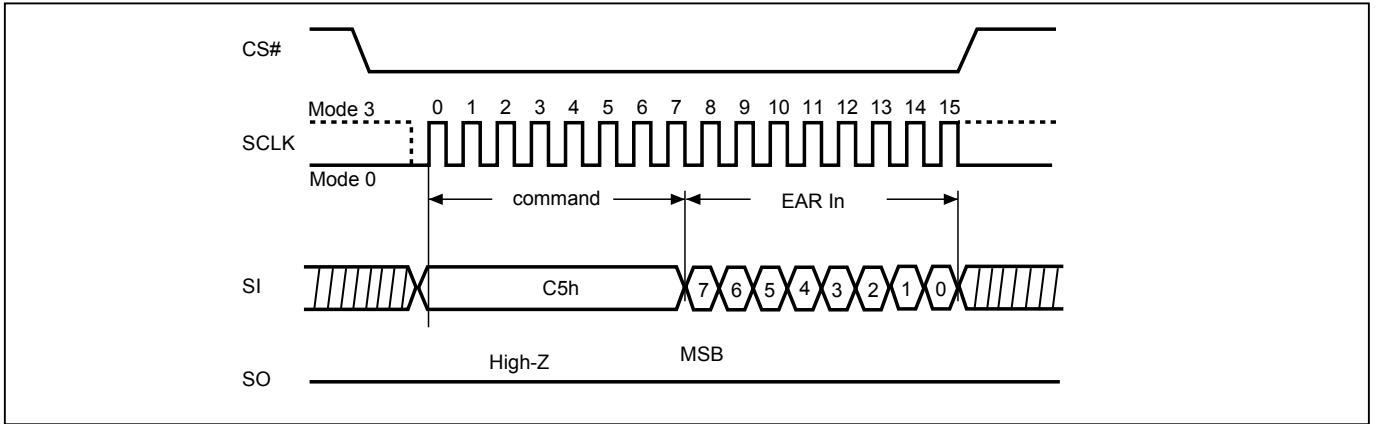 CS#
Mode 3
0 1 2 3 4 5 6 7 8 9 10 11 12 13 14 15
SCLK
Mode 0
command
EAR In
SI
C5h
7 6 5 4 3 2 1 0
High-Z
MSB
SO